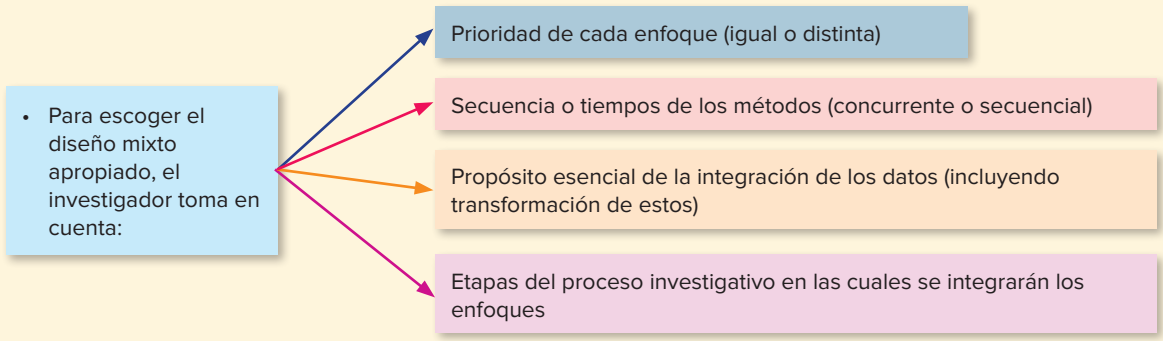 • Para escoger el
diseño mixto
apropiado, el
investigador toma en
cuenta:
Prioridad de cada enfoque (igual o distinta)
Secuencia o tiempos de los métodos (concurrente o secuencial)
Propósito esencial de la integración de los datos (incluyendo
transformación de estos)
Etapas del proceso investigativo en las cuales se integrarán los
enfoques